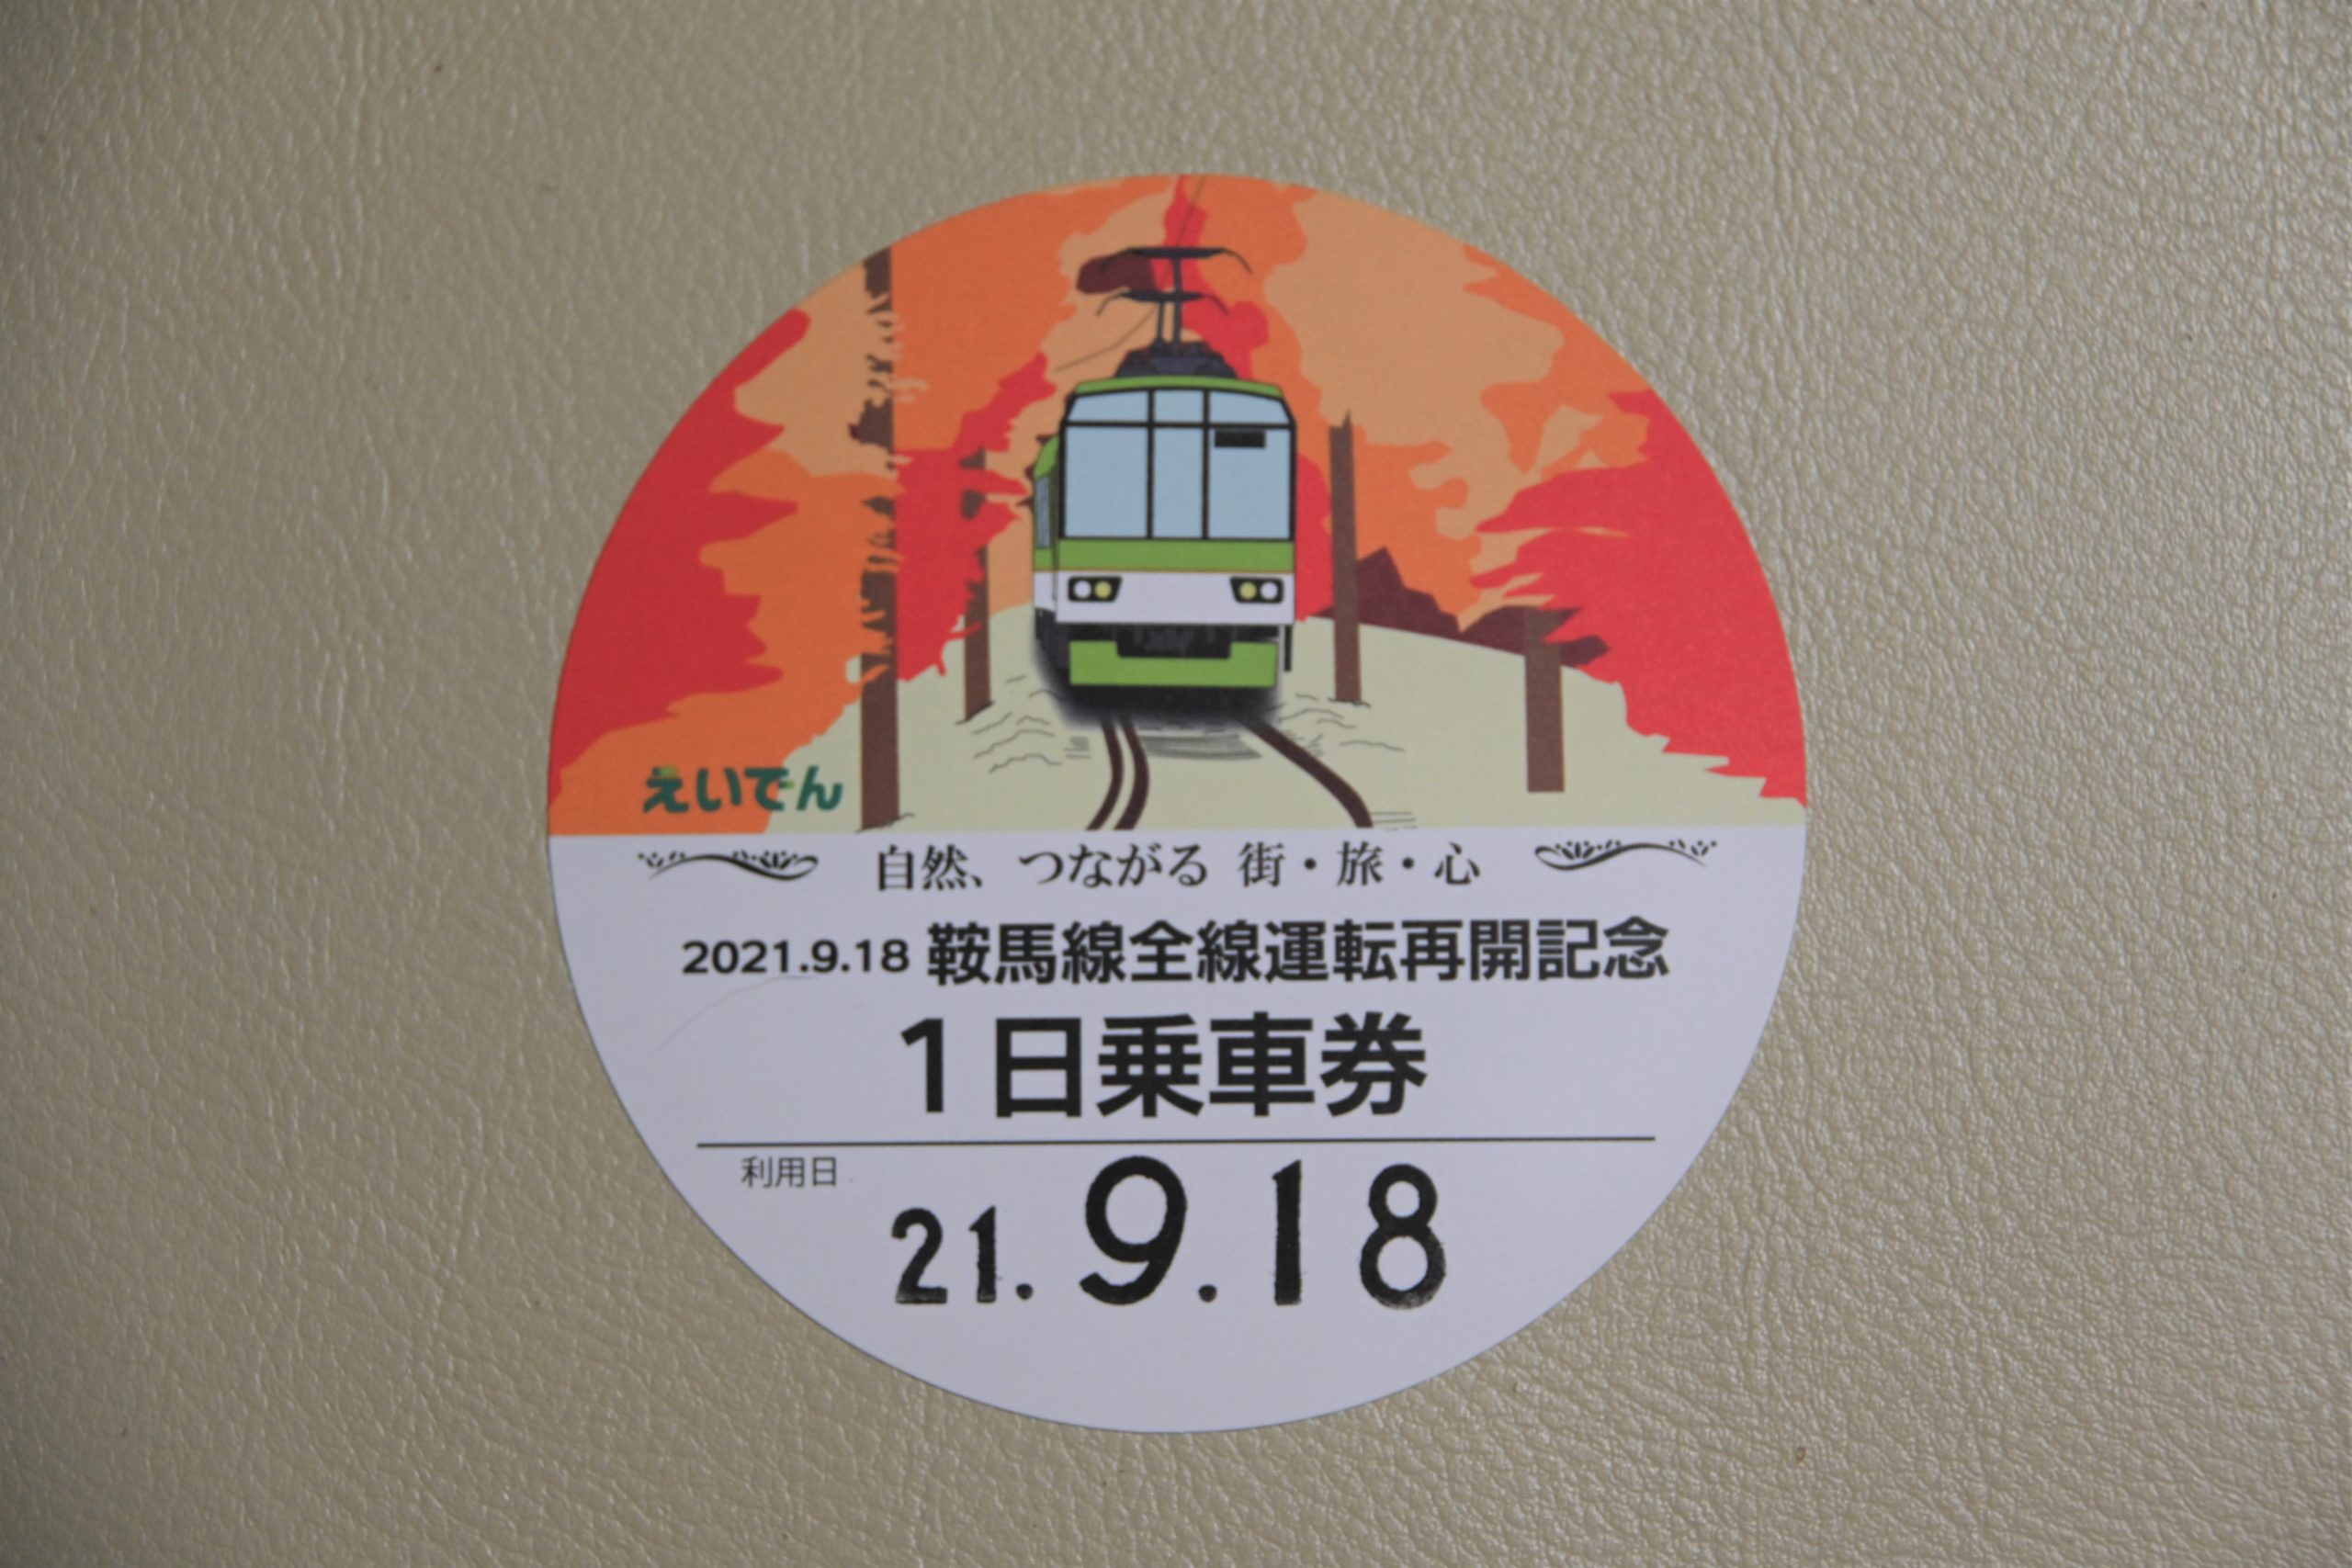 えいでん
自然、つながる 街・旅・心
2021.9.18 鞍馬線全線運転再開記念
1日乗車券
利用日
21.9.18